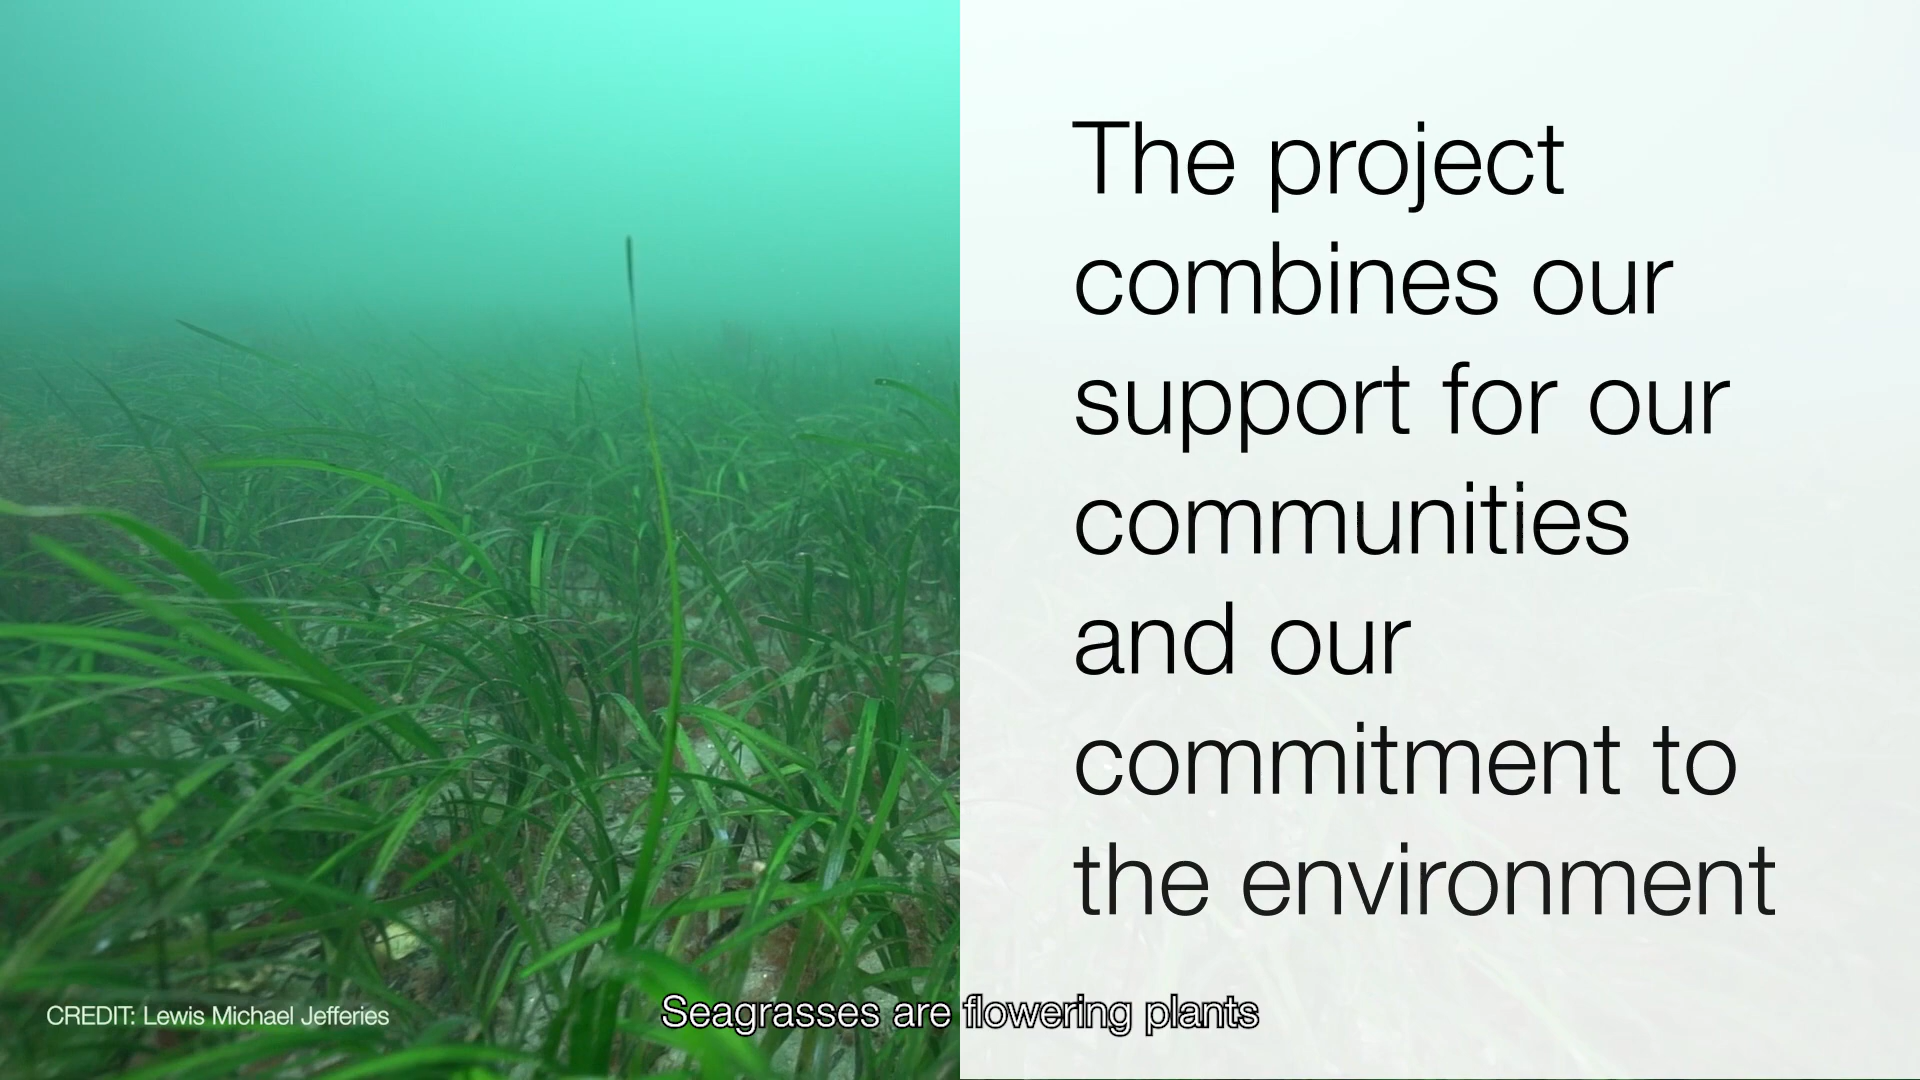 The project
combines our
support for our
communities
and our
commitment to
the environment
CREDIT: Lewis Michael Jefferies
Seagrasses are flowering plants